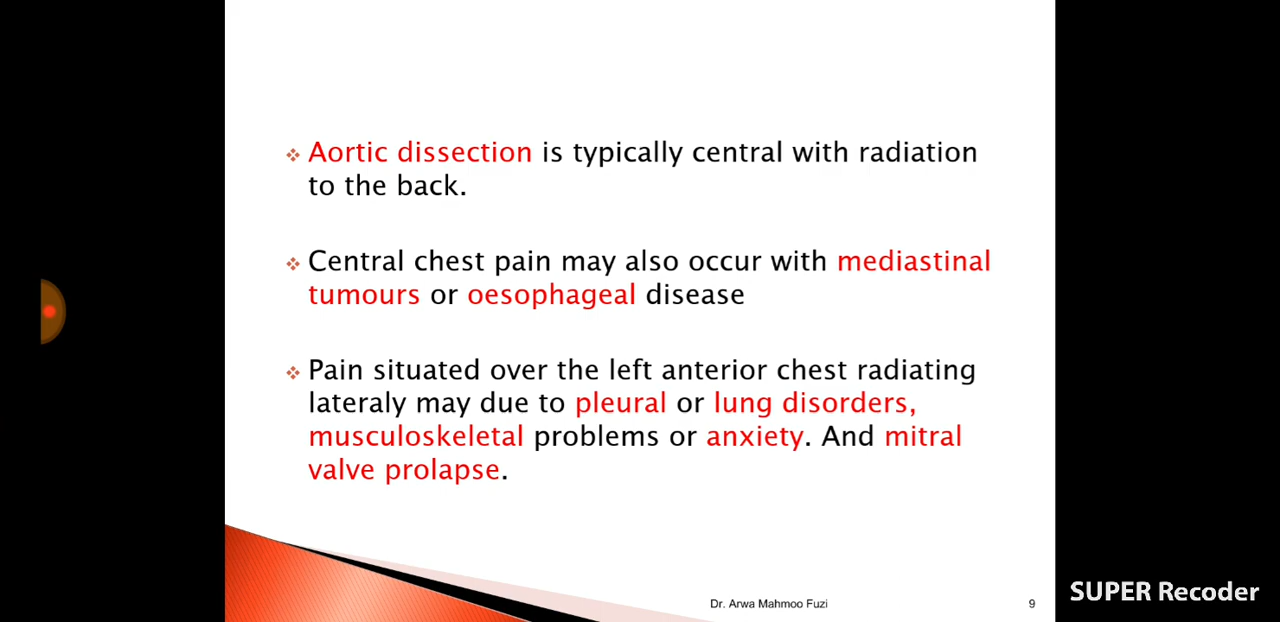 Aortic dissection is typically central with radiation
to the back.
Central chest pain may also occur with mediastinal
tumours or oesophageal disease
Pain situated over the left anterior chest radiating
lateraly may due to pleural or lung disorders,
musculoskeletal problems or anxiety. And mitral
valve prolapse.
Dr. Arwa Mahmoo Fuzi
9
SUPER Recoder